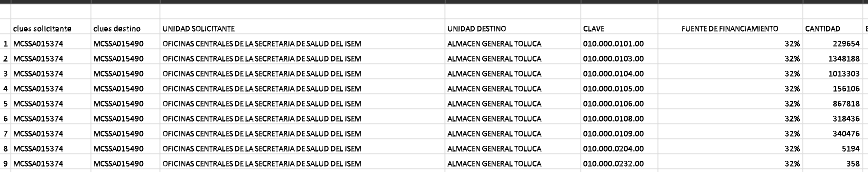 clues solicitante clues destino UNIDAD SOLICITANTE UNIDAD DESTINO CLAVE FUENTE DE FINANCIAMIENTO CANTIDAD
1 MCSSA015374 MCSSA015490 OFICINAS CENTRALES DE LA SECRETARIA DE SALUD DEL ISEM ALMACEN GENERAL TOLUCA 010.000.0101.00 32% 229654
2 MCSSA015374 MCSSA015490 OFICINAS CENTRALES DE LA SECRETARIA DE SALUD DEL ISEM ALMACEN GENERAL TOLUCA 010.000.0103.00 32% 1348188
3 MCSSA015374 MCSSA015490 OFICINAS CENTRALES DE LA SECRETARIA DE SALUD DEL ISEM ALMACEN GENERAL TOLUCA 010.000.0104.00 32% 1013303
4 MCSSA015374 MCSSA015490 OFICINAS CENTRALES DE LA SECRETARIA DE SALUD DEL ISEM ALMACEN GENERAL TOLUCA 010.000.0105.00 32% 156106
5 MCSSA015374 MCSSA015490 OFICINAS CENTRALES DE LA SECRETARIA DE SALUD DEL ISEM ALMACEN GENERAL TOLUCA 010.000.0106.00 32% 867818
6 MCSSA015374 MCSSA015490 OFICINAS CENTRALES DE LA SECRETARIA DE SALUD DEL ISEM ALMACEN GENERAL TOLUCA 010.000.0108.00 32% 318436
7 MCSSA015374 MCSSA015490 OFICINAS CENTRALES DE LA SECRETARIA DE SALUD DEL ISEM ALMACEN GENERAL TOLUCA 010.000.0109.00 32% 340476
8 MCSSA015374 MCSSA015490 OFICINAS CENTRALES DE LA SECRETARIA DE SALUD DEL ISEM ALMACEN GENERAL TOLUCA 010.000.0204.00 32% 5194
9 MCSSA015374 MCSSA015490 OFICINAS CENTRALES DE LA SECRETARIA DE SALUD DEL ISEM ALMACEN GENERAL TOLUCA 010.000.0232.00 32% 358